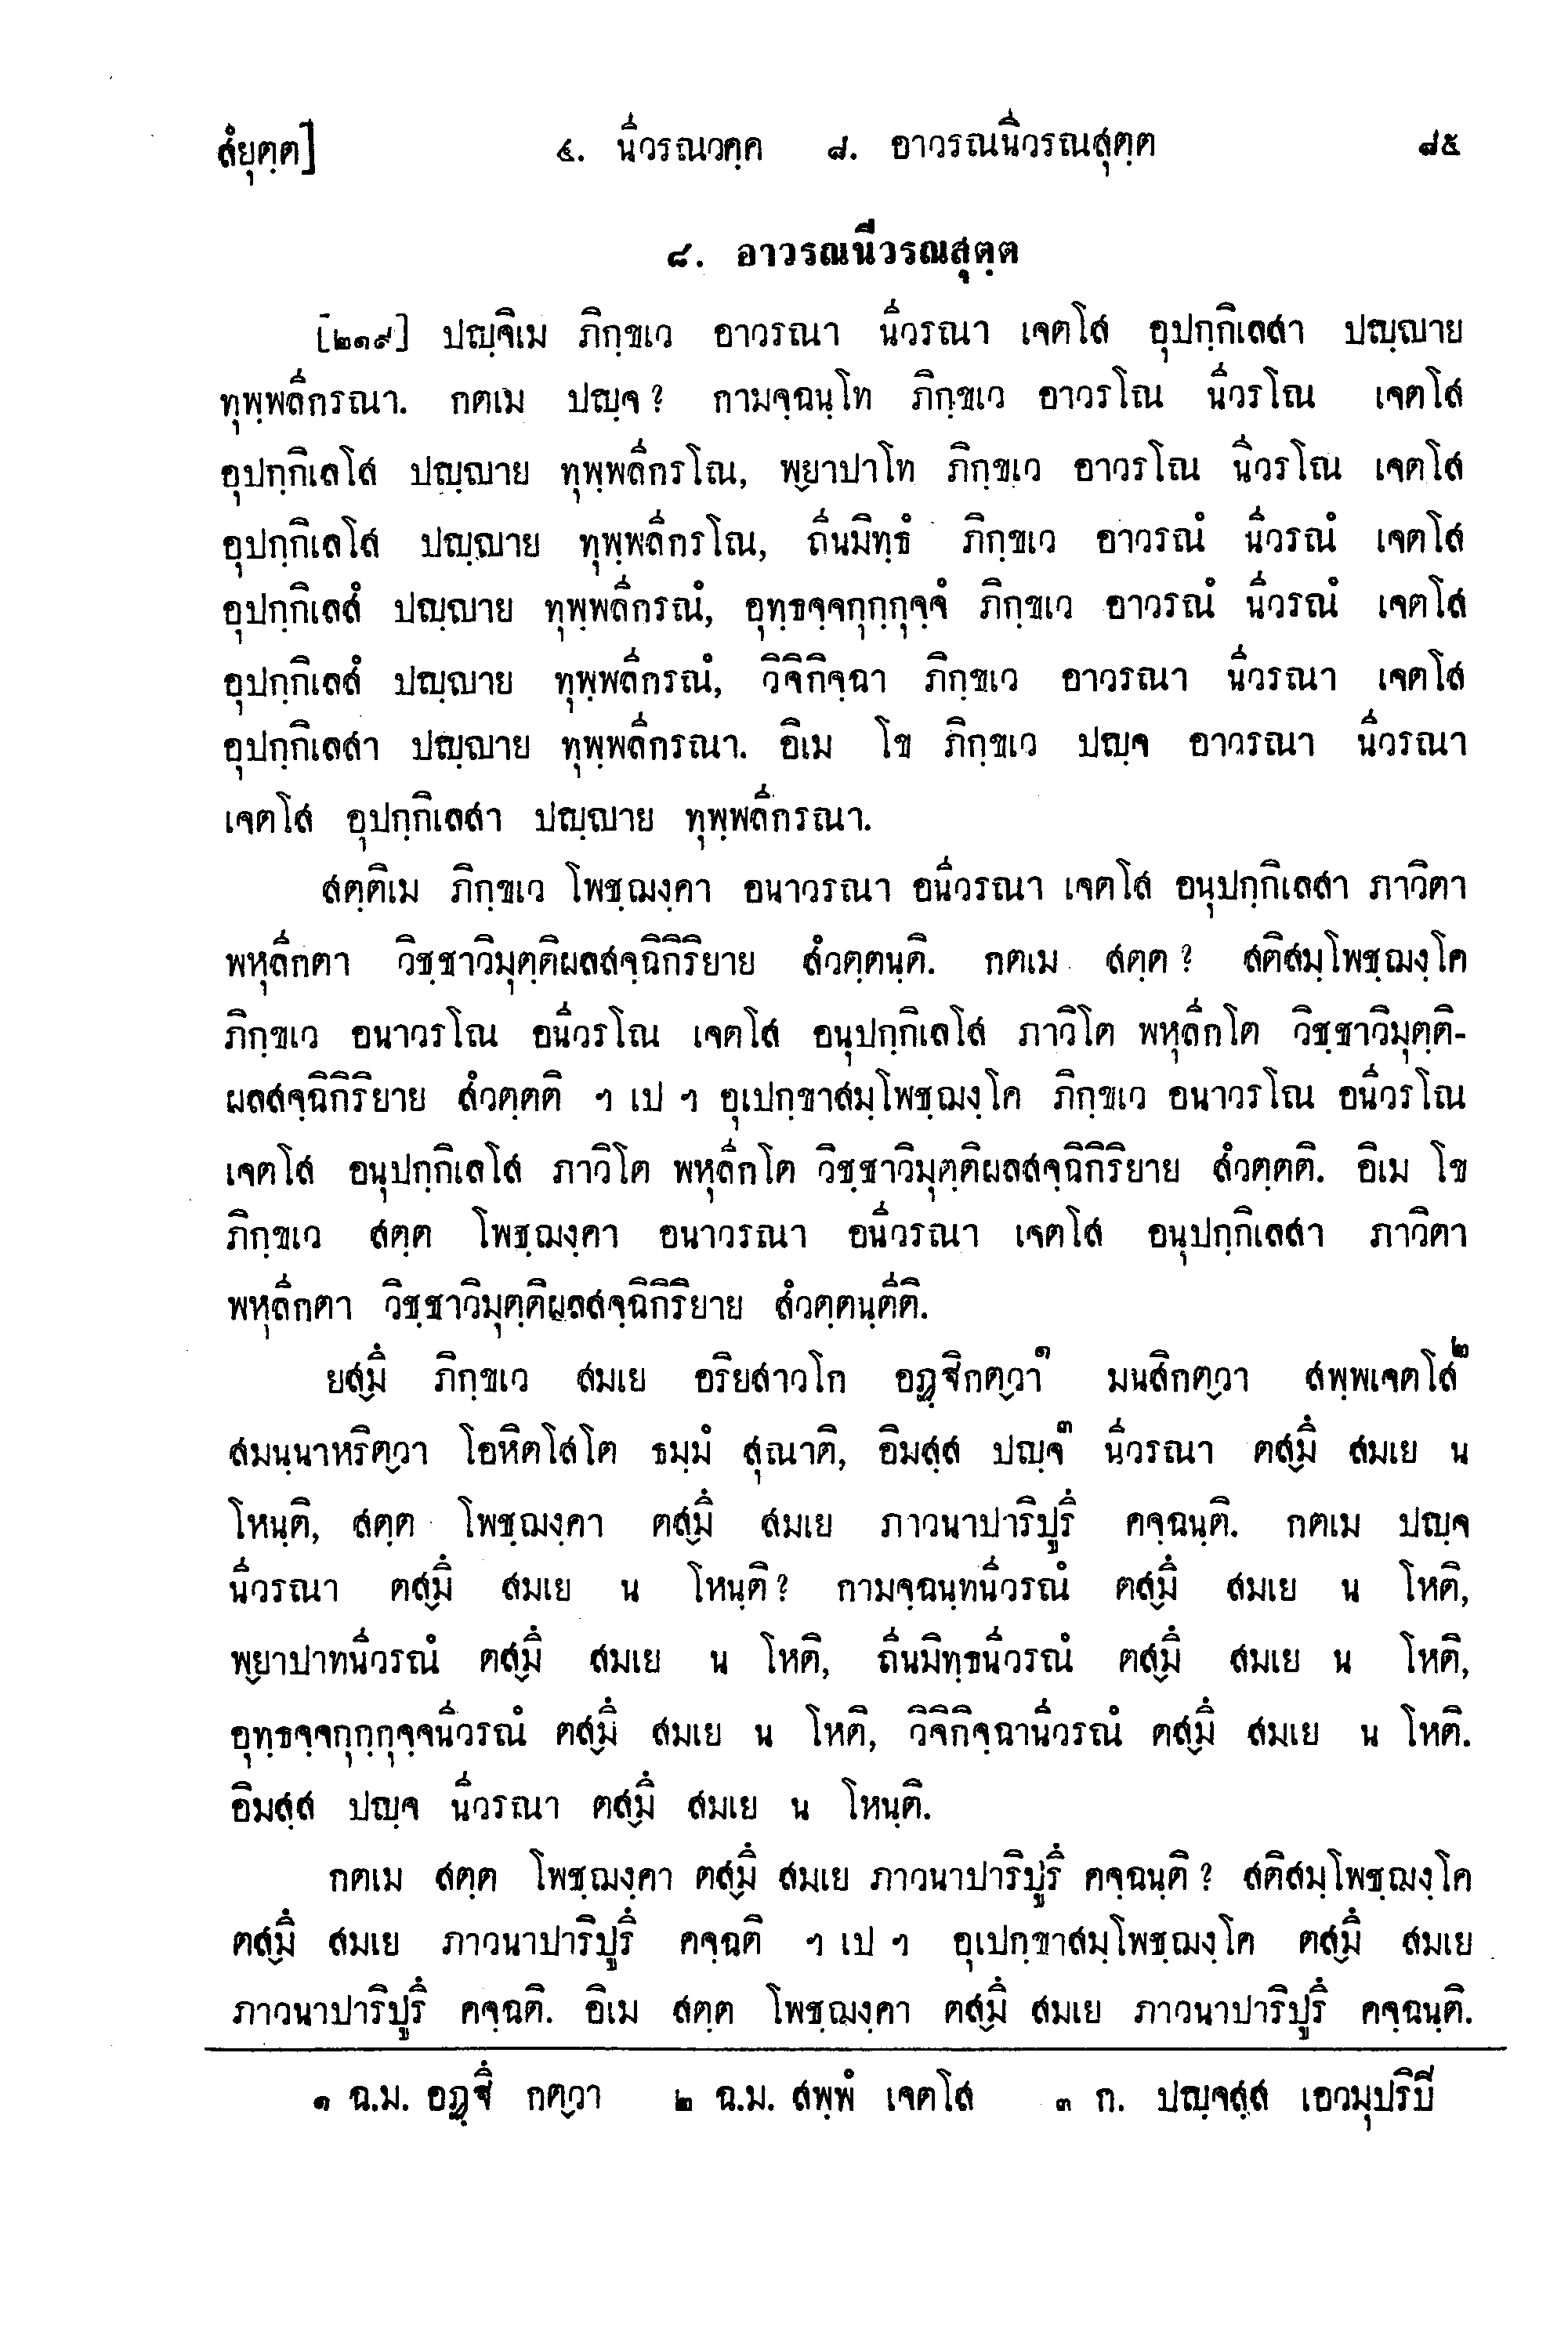 สํยุตฺต]	๔. นีวรณวคฺค ๘. อาวรณนีวรณสุตฺต	๘๕
๘. อาวรณนีวรณสุตฺต
[๒๑๙] ปญฺจิเม ภิกฺขเว อาวรณา นีวรณา เจตโส อุปกฺกิเลสา ปญฺญาย
ทุพฺพลีกรณา. กตเม ปญฺจ? กามจฺฉนฺโท ภิกฺขเว อาวรโณ นีวรโณ เจตโส
อุปกฺกิเลโส ปญฺญาย ทุพฺพลีกรโณ, พฺยาปาโท ภิกฺขเว อาวรโณ นีวรโณ เจตโส
อุปกฺกิเลโส ปญฺญาย ทุพฺพลีกรโณ, ถีนมิทฺธํ ภิกฺขเว อาวรณํ นีวรณํ เจตโส
อุปกฺกิเลสํ ปญฺญาย ทุพฺพลีกรณํ, อุทฺธจฺจกุกฺกุจฺจํ ภิกฺขเว อาวรณํ นีวรณํ เจตโส
อุปกฺกิเลสํ ปญฺญาย ทุพฺพลีกรณํ, วิจิกิจฺฉา ภิกฺขเว อาวรณา นีวรณา เจตโส
อุปกฺกิเลสา ปญฺญาย ทุพฺพลีกรณา. อิเม โข ภิกฺขเว ปญฺจ อาวรณา นีวรณา
เจตโส อุปกฺกิเลสา ปญฺญาย ทุพฺพลีกรณา.
สตฺติเม ภิกฺขเว โพชฺฌงฺคา อนาวรณา อนีวรณา เจตโส อนุปกฺกิเลสา ภาวิตา
พหุลีกตา วิชฺชาวิมุตฺติผลสจฺฉิกิริยาย สํวตฺตนฺติ. กตเม สตฺต? สติสมฺโพชฺฌงฺโค
ภิกฺขเว อนาวรโณ อนีวรโณ เจตโส อนุปกฺกิเลโส ภาวิโต พหุลีกโต วิชฺชาวิมุตฺติ-
ผลสจฺฉิกิริยาย สํวตฺตติ ฯ เป ฯ อุเปกฺขาสมฺโพชฺฌงฺโค ภิกฺขเว อนาวรโณ อนีวรโณ
เจตโส อนุปกฺกิเลโส ภาวิโต พหุลีกโต วิชฺชาวิมุตฺติผลสจฺฉิกิริยาย สํวตฺตติ. อิเม โข
ภิกฺขเว สตฺต โพชฺฌงฺคา อนาวรณา อนีวรณา เจตโส อนุปกฺกิเลสา ภาวิตา
พหุลีกตา วิชฺชาวิมุตฺติผลสจฺฉิกิริยาย สํวตฺตนฺตีติ.
ยสฺมึ ภิกฺขเว สมเย อริยสาวโก อฏฺฐิกตฺวา๑ มนสิกตฺวา สพฺพเจตโส๒
สมนฺนาหริตฺวา โอหิตโสโต ธมฺมํ สุณาติ, อิมสฺส ปญฺจ๓ นีวรณา ตสฺมึ สมเย น
โหนฺติ, สตฺต โพชฺฌงฺคา ตสฺมึ สมเย ภาวนาปาริปูรึ คจฺฉนฺติ. กตเม ปญฺจ
นีวรณา ตสฺมึ สมเย น โหนฺติ? กามจฺฉนฺทนีวรณํ ตสฺมึ สมเย น โหติ,
พฺยาปาทนีวรณํ ตสฺมึ สมเย น โหติ, ถีนมิทฺธนีวรณํ ตสฺมึ สมเย น โหติ,
อุทฺธจฺจกุกฺกุจฺจนีวรณํ ตสฺมึ สมเย น โหติ, วิจิกิจฺฉานีวรณํ ตสฺมึ สมเย น โหติ.
อิมสฺส ปญฺจ นีวรณา ตสฺมึ สมเย น โหนฺติ.
กตเม สตฺต โพชฺฌงฺคา ตสฺมึ สมเย ภาวนาปาริปูรึ คจฺฉนฺติ? สติสมฺโพชฺฌงฺโค
ตสฺมึ สมเย ภาวนาปาริปูรึ คจฺฉติ ฯ เป ฯ อุเปกฺขาสมฺโพชฺฌงฺโค ตสฺมึ สมเย
ภาวนาปาริปูรึ คจฺฉติ. อิเม สตฺต โพชฺฌงฺคา ตสฺมึ สมเย ภาวนาปาริปูรึ คจฺฉนฺติ.
๑ ฉ.ม. อฏฺฐึ กตฺวา ๒ ฉ.ม. สพฺพํ เจตโส ๓ ก. ปญฺจสฺส เอวมุปริปิ